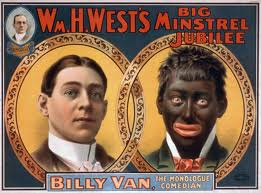 WM. H. WEST'S BIG MINSTREL JUBILEE
BILLY VAN, THE MONOLOGUE COMEDIAN